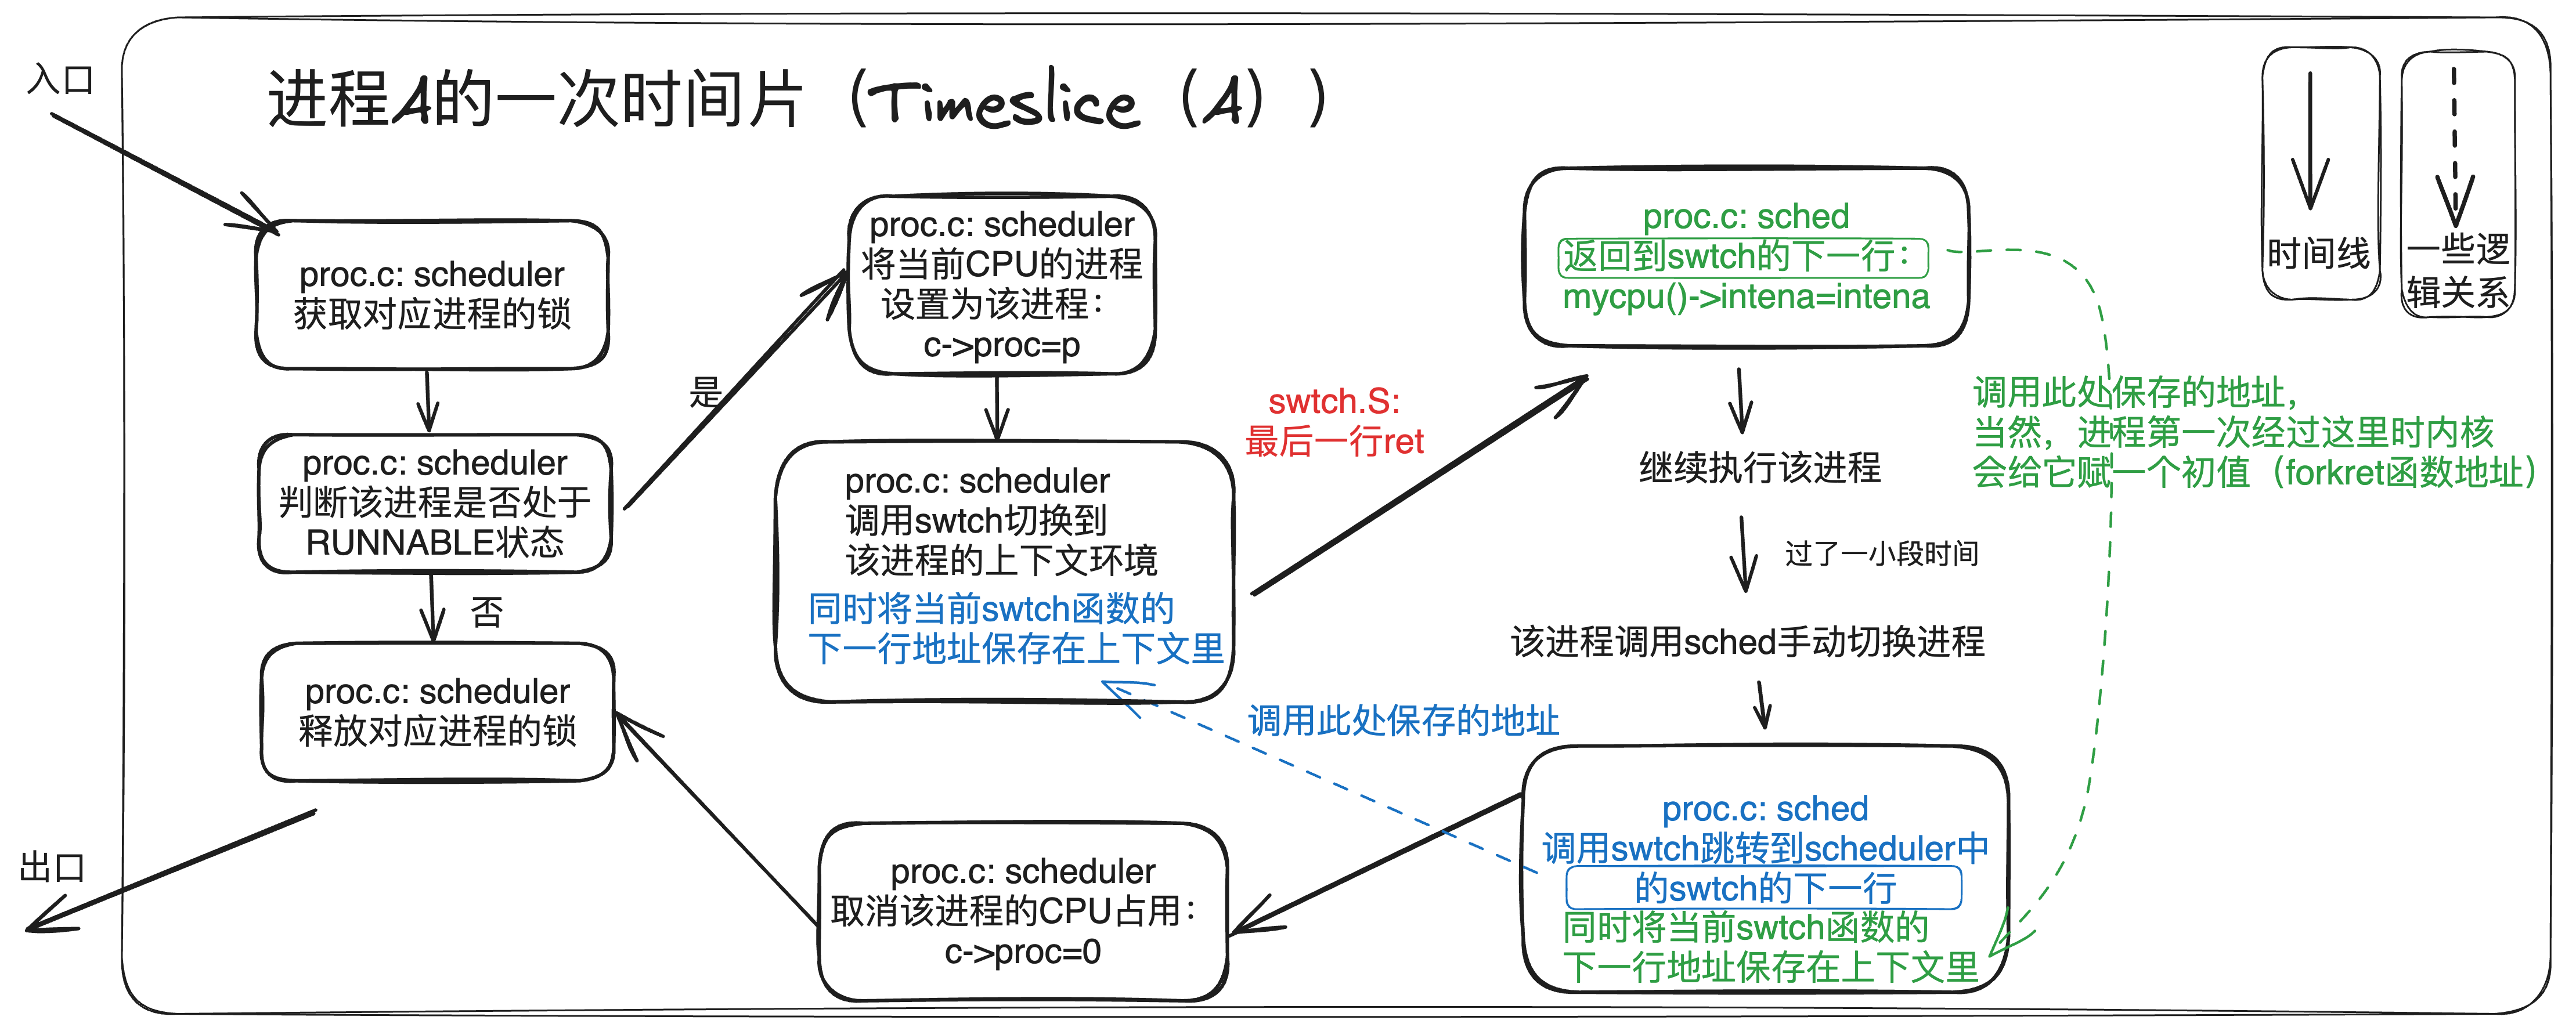 进程A的一次时间片（Timeslice（A））
入口
proc.c: scheduler
获取对应进程的锁
proc.c: scheduler
判断该进程是否处于
RUNNABLE状态
是
否
proc.c: scheduler
释放对应进程的锁
出口
proc.c: scheduler
将当前CPU的进程
设置为该进程：
c->proc=p
proc.c: scheduler
调用swtch切换到
该进程的上下文环境
同时将当前swtch函数的
下一行地址保存在上下文里
swtch.S:
最后一行ret
proc.c: sched
返回到swtch的下一行：
mycpu()->intena=intena
继续执行该进程
过了一小段时间
该进程调用sched手动切换进程
proc.c: sched
调用swtch跳转到scheduler中
的swtch的下一行
同时将当前swtch函数的
下一行地址保存在上下文里
调用此处保存的地址
proc.c: scheduler
取消该进程的CPU占用：
c->proc=0
调用此处保存的地址，
当然，进程第一次经过这里时内核
会给它赋一个初值（forkret函数地址）
时间线
一些逻
辑关系